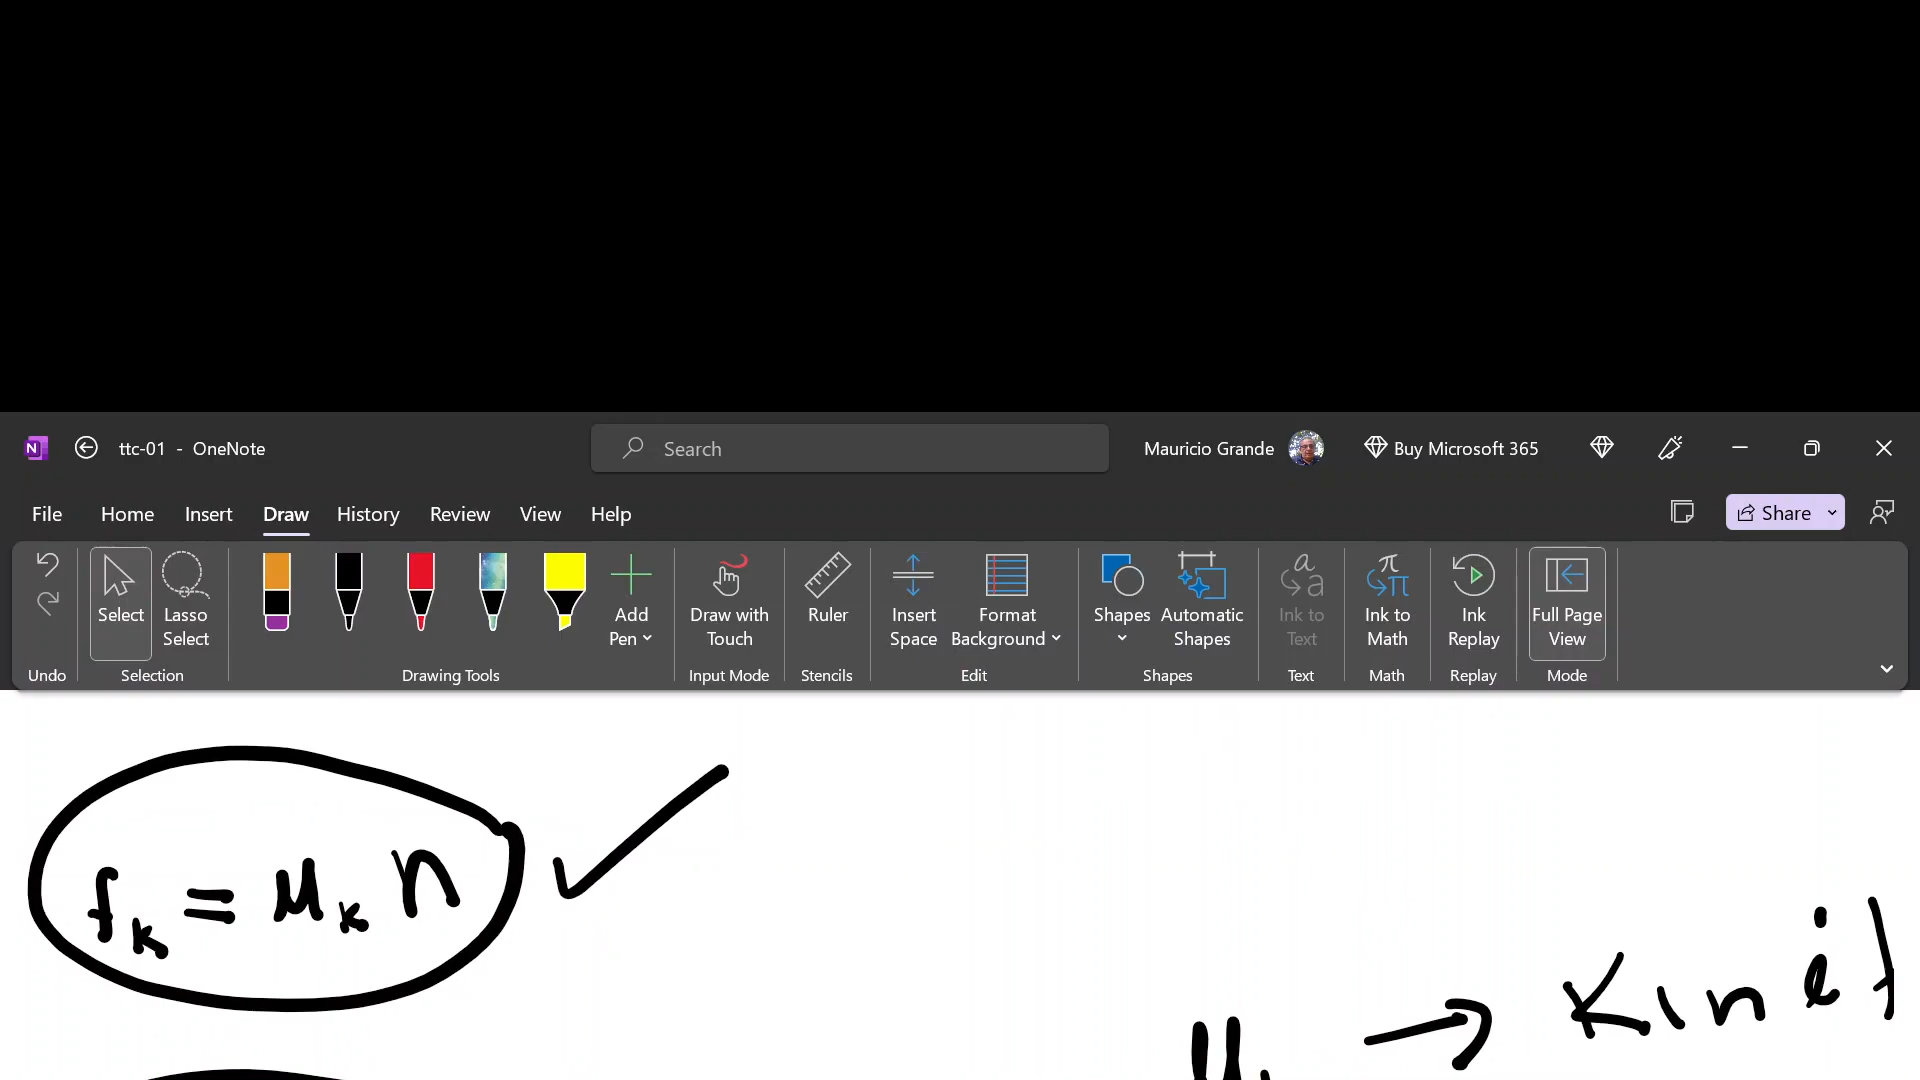 ttc-01 - OneNote
Search
Mauricio Grande
Buy Microsoft 365
File Home Insert Draw History Review View Help
Share
Select
Lasso Select
Add Pen
Draw with Touch
Ruler
Insert Space
Format Background
Shapes
Automatic Shapes
Ink to Text
Ink to Math
Ink Replay
Full Page View
Undo Selection Drawing Tools Input Mode Stencils Edit Shapes Text Math Replay Mode
fk = μk n
→ Kinet